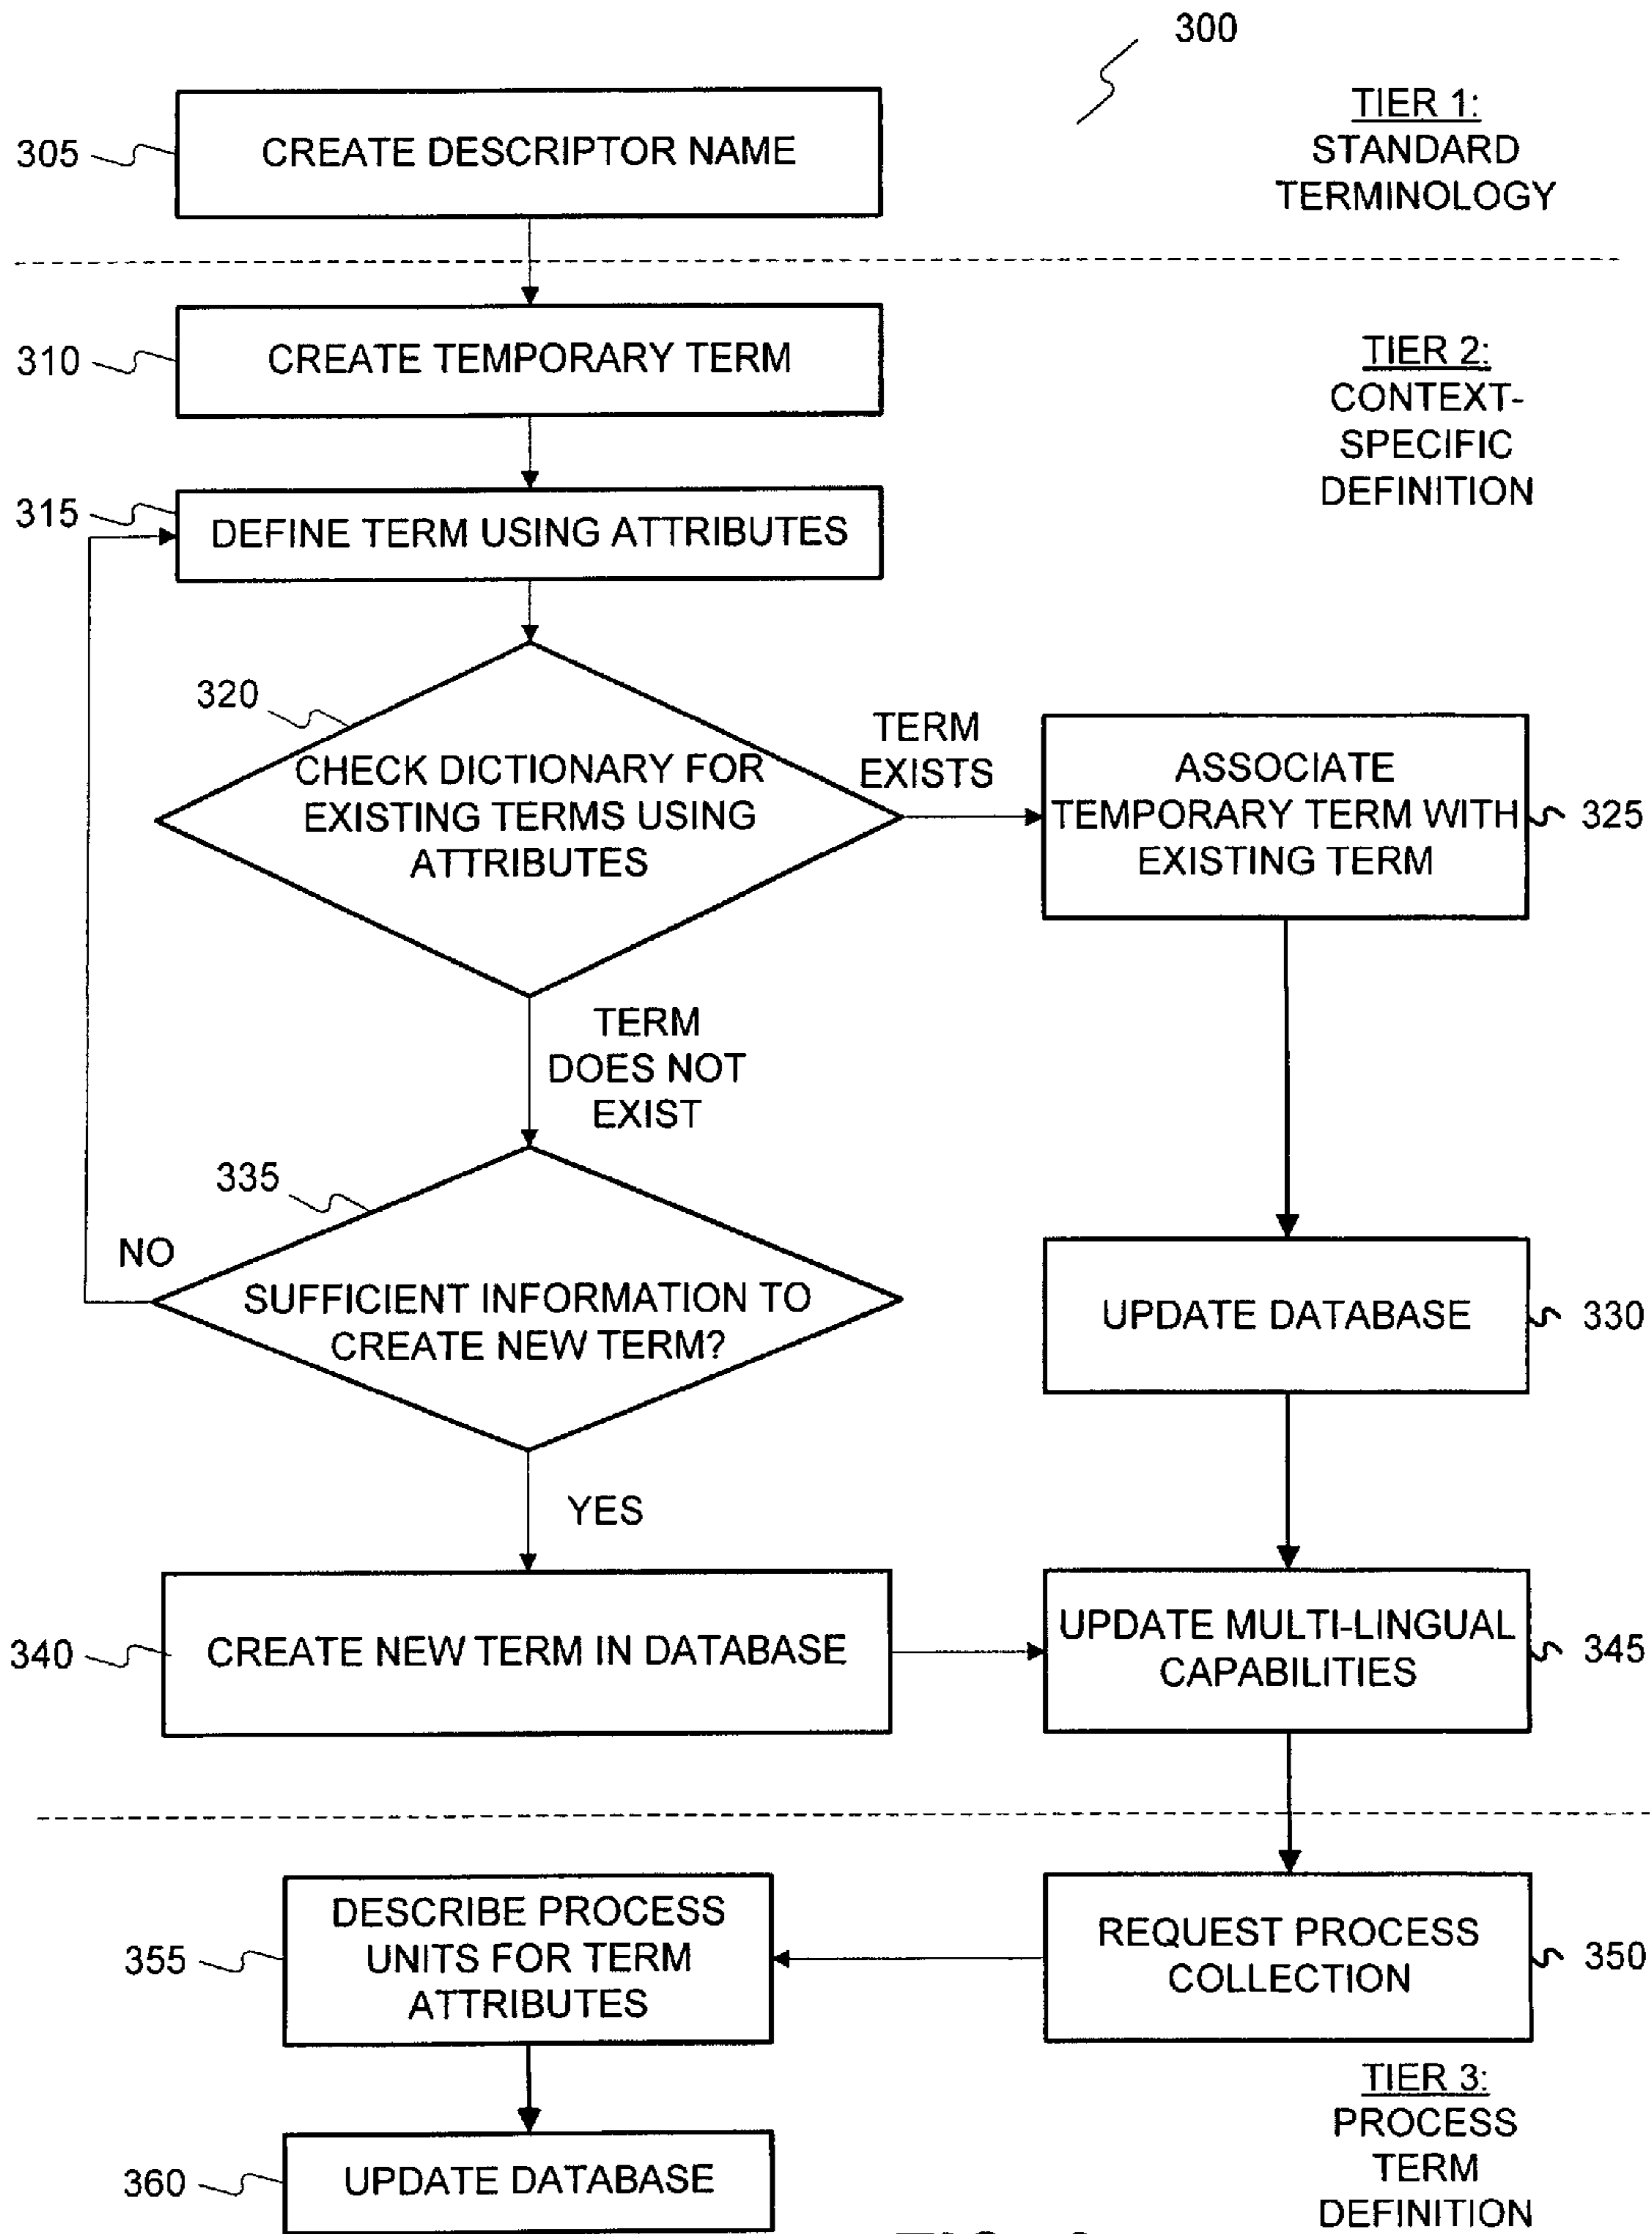 300
TIER 1:
STANDARD
TERMINOLOGY
305
CREATE DESCRIPTOR NAME
310
CREATE TEMPORARY TERM
TIER 2:
CONTEXT-
SPECIFIC
DEFINITION
315
DEFINE TERM USING ATTRIBUTES
320
CHECK DICTIONARY FOR
EXISTING TERMS USING
ATTRIBUTES
TERM
EXISTS
ASSOCIATE
TEMPORARY TERM WITH
EXISTING TERM
325
TERM
DOES NOT
EXIST
335
NO
SUFFICIENT INFORMATION TO
CREATE NEW TERM?
UPDATE DATABASE
330
YES
340
CREATE NEW TERM IN DATABASE
UPDATE MULTI-LINGUAL
CAPABILITIES
345
355
DESCRIBE PROCESS
UNITS FOR TERM
ATTRIBUTES
REQUEST PROCESS
COLLECTION
350
360
UPDATE DATABASE
TIER 3:
PROCESS
TERM
DEFINITION